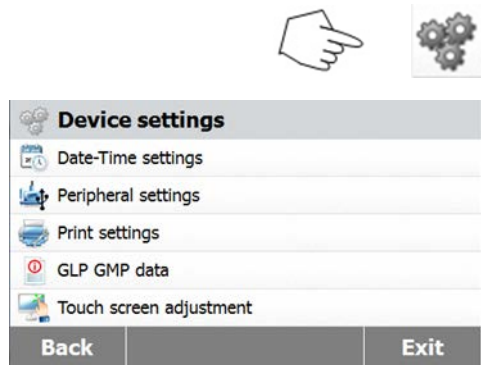 Device settings
Date-Time settings
Peripheral settings
Print settings
GLP GMP data
Touch screen adjustment
Back Exit